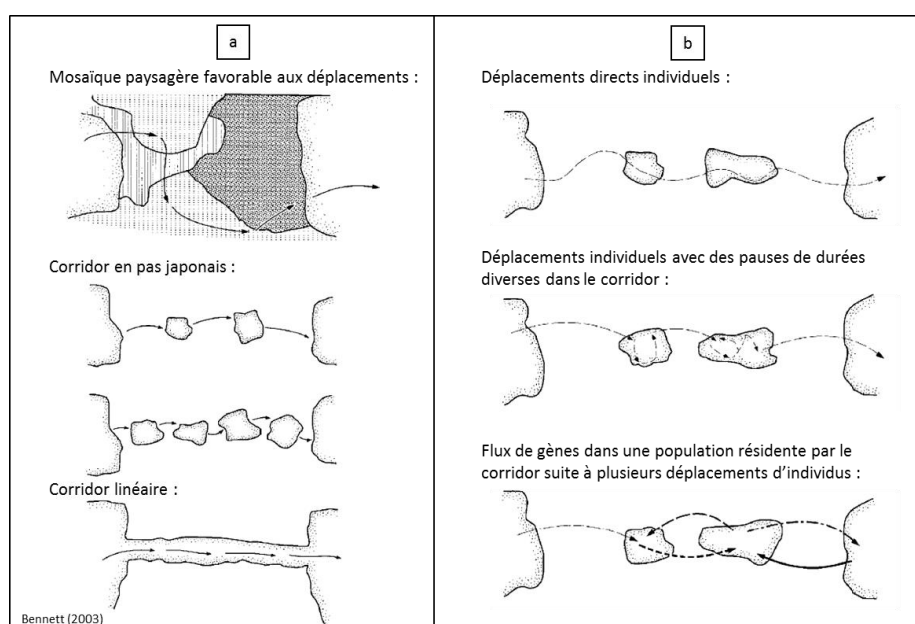 a
Mosaïque paysagère favorable aux déplacements :
Corridor en pas japonais :
Corridor linéaire :
Bennett (2003)
b
Déplacements directs individuels :
Déplacements individuels avec des pauses de durées
diverses dans le corridor :
Flux de gènes dans une population résidente par le
corridor suite à plusieurs déplacements d'individus :